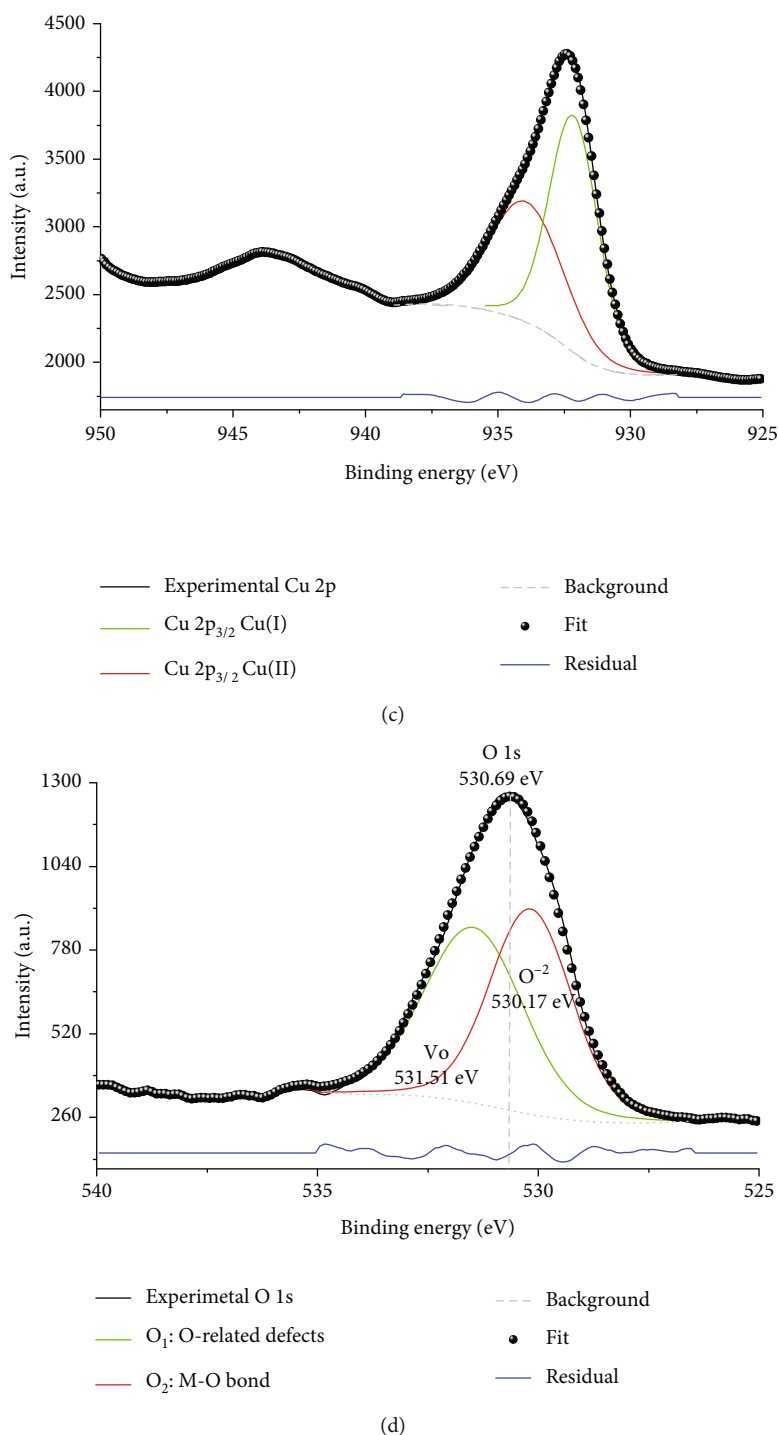 4500
4000
3500
3000
2500
2000
Intensity (a.u.)
950 945 940 935 930 925
Binding energy (eV)
Experimental Cu 2p
Cu 2p3/2 Cu(I)
Cu 2p3/ 2 Cu(II)
Background
Fit
Residual
(c)
O 1s
530.69 eV
1300
1040
780
520
260
Intensity (a.u.)
O−2
530.17 eV
Vo
531.51 eV
540 535 530 525
Binding energy (eV)
Experimetal O 1s
O1: O-related defects
O2: M-O bond
Background
Fit
Residual
(d)